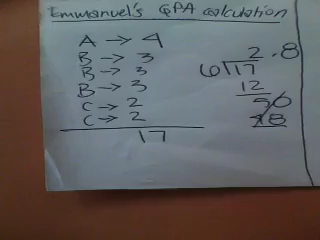 Emmanuel's GPA calculation
A → 4
B → 3
B → 3
B → 3
C → 2
C → 2
17
2.8
6)17
12
50
48